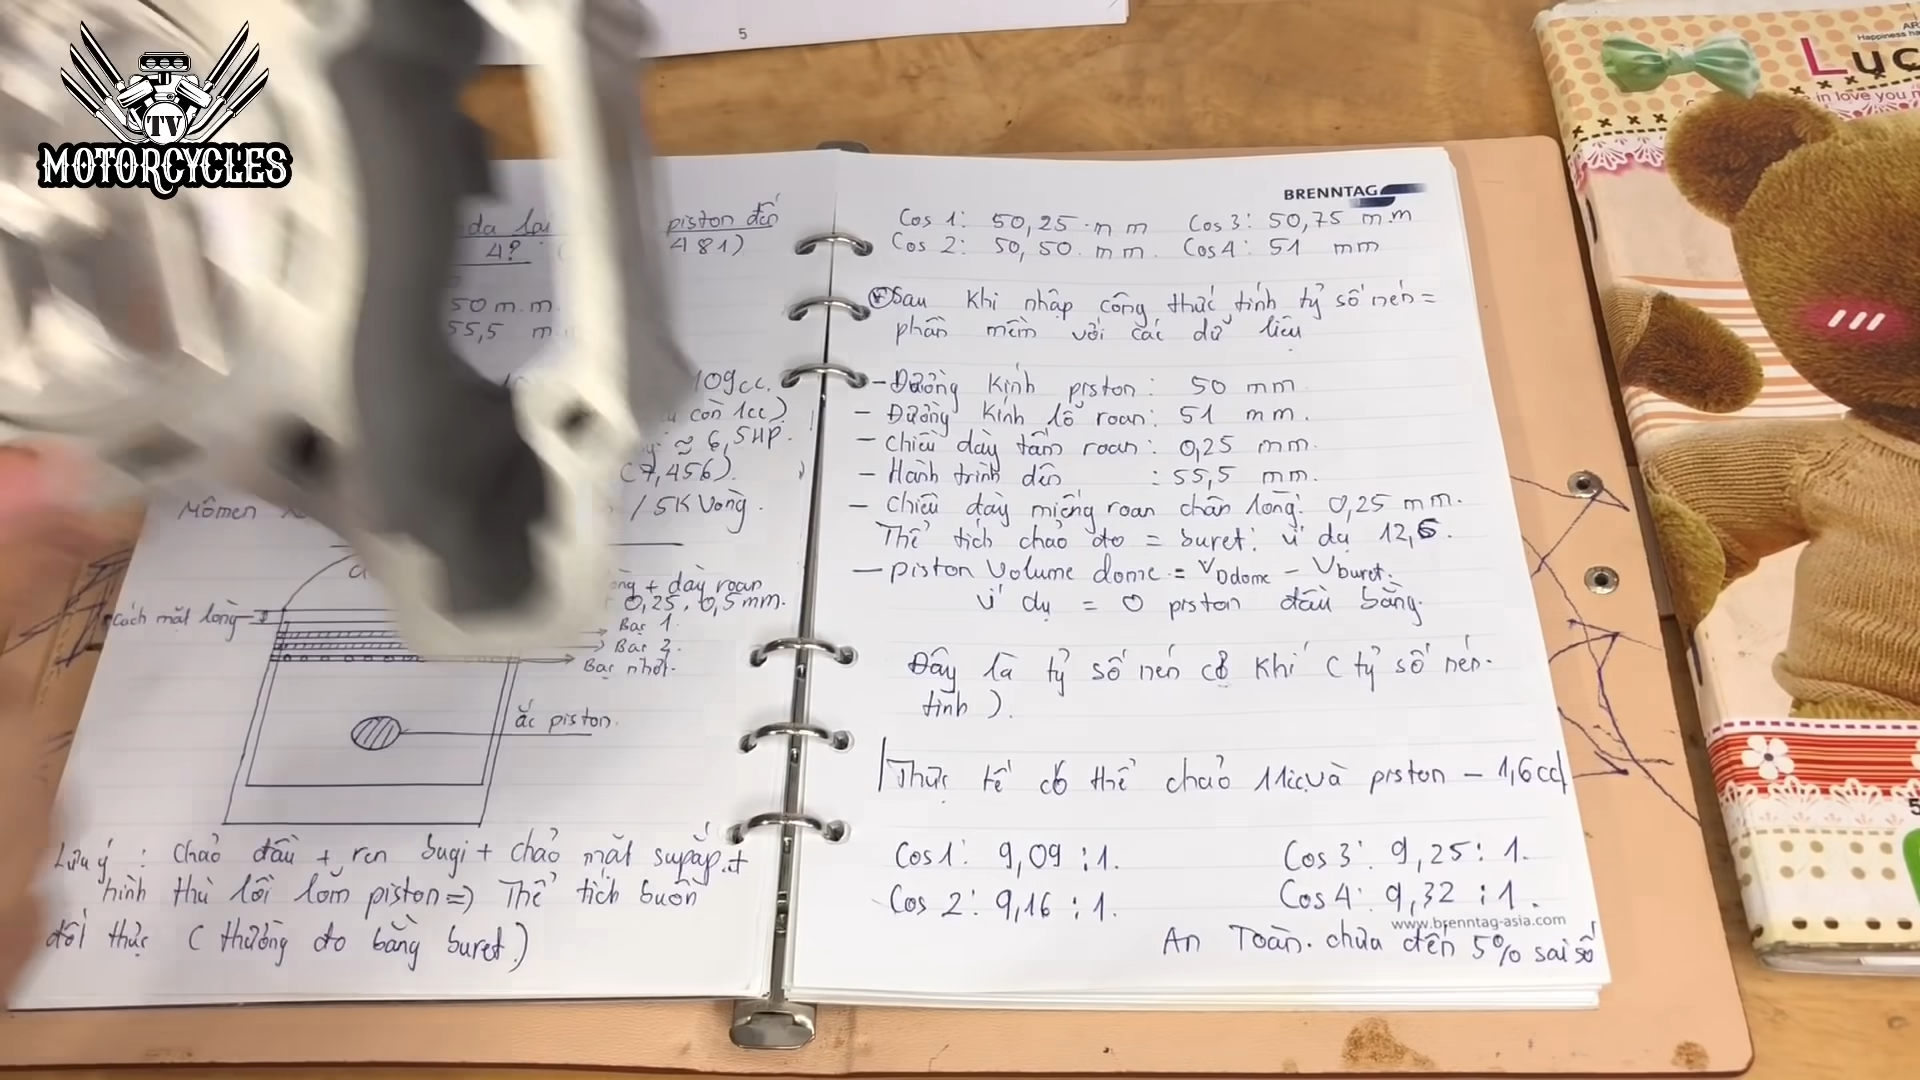 TV
MOTORCYCLES
5
Luc
in love you
piston đến
4? 481)
50 m.m
55,5 m
109cc.
còn 1cc)
≈ 6,5HP.
(7,456).
Mômen / 5K Vòng.
+ dày roan
0,25. 0,5mm.
Cách mặt lòng
Bạc 1.
Bạc 2.
Bạc nhớt.
ắc piston.
Lưu ý : Chảo đầu + ren bugi + chảo mặt supắp +
hình thù lồi lõm piston => Thể tích buồn
đốt thực ( thường đo bằng buret )
BRENNTAG
Cos 1: 50,25 m m Cos 3: 50,75 m.m
Cos 2: 50,50 m m. Cos 4: 51 mm
Sau khi nhập công thức tính tỷ số nén =
phần mềm với các dữ liệu
- Đường kính piston : 50 mm
- Đường kính lỗ roan : 51 mm.
- Chiều dày tấm roan : 0,25 mm.
- Hành trình dên : 55,5 mm.
- Chiều dày miếng roan chân lòng: 0,25 mm.
Thể tích chảo đo = buret : ví dụ 12,5.
- piston Volume dome = VDdome - Vburet.
Ví dụ = 0 piston đầu bằng.
Đây là tỷ số nén cơ khí ( tỷ số nén
tĩnh ).
Thực tế có thể chảo 11cc và piston - 1,6cc
Cos 1: 9,09 : 1. Cos 3: 9,25 : 1.
Cos 2: 9,16 : 1. Cos 4: 9,32 : 1.
www.brenntag-asia.com
An Toàn. chưa đến 5% sai số